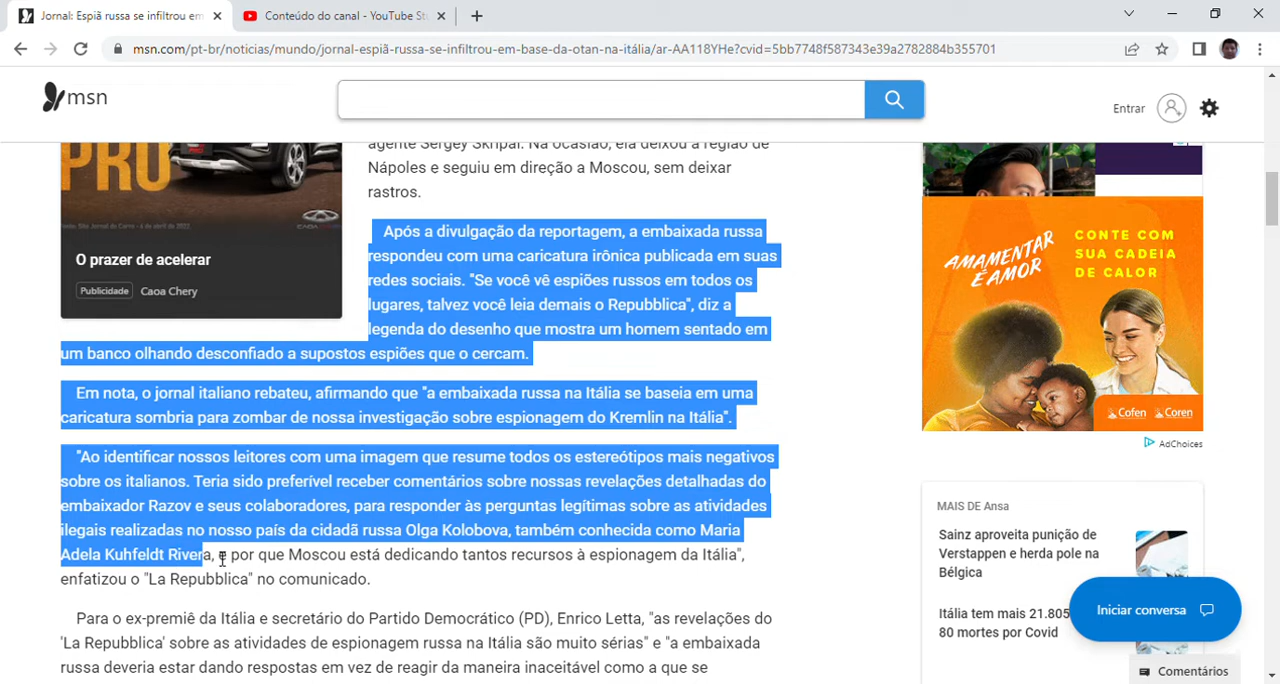 Jornal: Espiã russa se infiltrou em
Conteúdo do canal - YouTube St
msn.com/pt-br/noticias/mundo/jornal-espiã-russa-se-infiltrou-em-base-da-otan-na-itália/ar-AA118YHe?cvid=5bb7748f587343e39a2782884b355701
msn
Entrar
PRO
O prazer de acelerar
Publicidade Caoa Chery
agente Sergey Skripal. Na ocasião, ela deixou a região de
Nápoles e seguiu em direção a Moscou, sem deixar
rastros.
Após a divulgação da reportagem, a embaixada russa
respondeu com uma caricatura irônica publicada em suas
redes sociais. "Se você vê espiões russos em todos os
lugares, talvez você leia demais o Repubblica", diz a
legenda do desenho que mostra um homem sentado em
um banco olhando desconfiado a supostos espiões que o cercam.
Em nota, o jornal italiano rebateu, afirmando que "a embaixada russa na Itália se baseia em uma
caricatura sombria para zombar de nossa investigação sobre espionagem do Kremlin na Itália".
"Ao identificar nossos leitores com uma imagem que resume todos os estereótipos mais negativos
sobre os italianos. Teria sido preferível receber comentários sobre nossas revelações detalhadas do
embaixador Razov e seus colaboradores, para responder às perguntas legítimas sobre as atividades
ilegais realizadas no nosso país da cidadã russa Olga Kolobova, também conhecida como Maria
Adela Kuhfeldt Rivera, e por que Moscou está dedicando tantos recursos à espionagem da Itália",
enfatizou o "La Repubblica" no comunicado.
Para o ex-premiê da Itália e secretário do Partido Democrático (PD), Enrico Letta, "as revelações do
'La Repubblica' sobre as atividades de espionagem russa na Itália são muito sérias" e "a embaixada
russa deveria estar dando respostas em vez de reagir da maneira inaceitável como a que se
AMAMENTAR
É AMOR
CONTE COM
SUA CADEIA
DE CALOR
Cofen Coren
AdChoices
MAIS DE Ansa
Sainz aproveita punição de
Verstappen e herda pole na
Bélgica
Itália tem mais 21.805
80 mortes por Covid
Iniciar conversa
Comentários